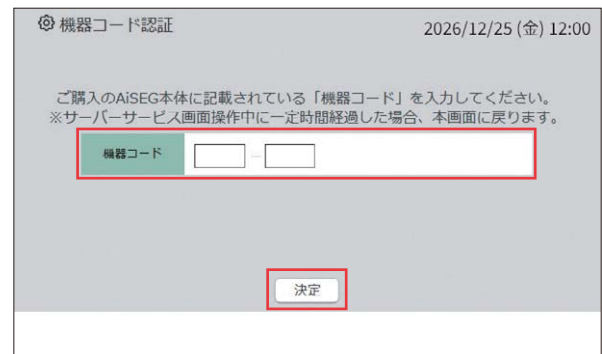 機器コード認証
2026/12/25 (金) 12:00
ご購入のAiSEG本体に記載されている「機器コード」を入力してください。
※サーバーサービス画面操作中に一定時間経過した場合、本画面に戻ります。
機器コード －
決定